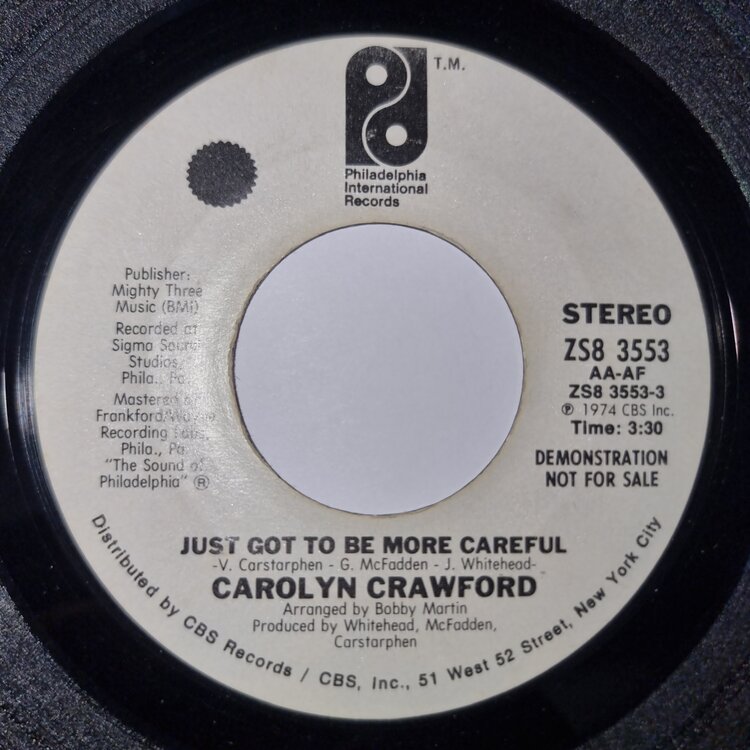 T.M.
Philadelphia
International
Records
Publisher:
Mighty Three
Music (BMI)
Recorded at
Sigma Sound
Studios,
Phila., Pa.
Mastered at
Frankford/Wayne
Recording Labs,
Phila., Pa.
"The Sound of
Philadelphia" ®
STEREO
ZS8 3553
AA-AF
ZS8 3553-3
℗ 1974 CBS Inc.
Time: 3:30
DEMONSTRATION
NOT FOR SALE
JUST GOT TO BE MORE CAREFUL
-V. Carstarphen - G. McFadden - J. Whitehead-
CAROLYN CRAWFORD
Arranged by Bobby Martin
Produced by Whitehead, McFadden,
Carstarphen
Distributed by CBS Records / CBS, Inc., 51 West 52 Street, New York City